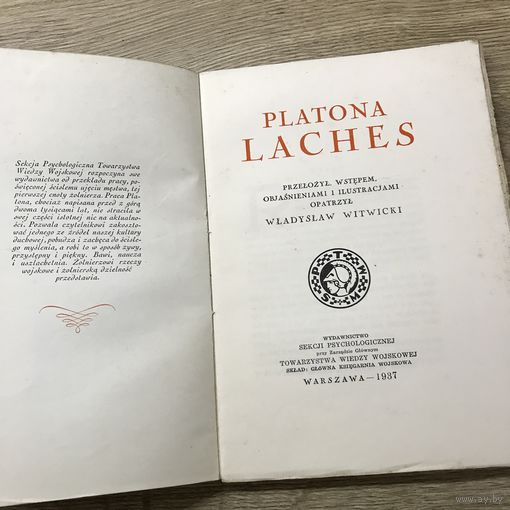 Sekcja Psychologiczna Towarzystwa
Wiedzy Wojskowej rozpoczyna swe
wydawnictwa od przekładu pracy, po-
święconej ścisłemu ujęciu męstwa, tej
pierwszej cnoty żołnierza. Praca Pla-
tona, chociaż napisana przed z górą
dwoma tysiącami lat, nie straciła w
swej części istotnej nic na aktualno-
ści. Pozwala czytelnikowi zakoszto-
wać jednego ze źródeł naszej kultury
duchowej, pobudza i zachęca do ścisłe-
go myślenia, a robi to w sposób żywy,
przystępny i piękny. Bawi, naucza
i uszlachetnia. Żołnierzowi rzeczy
wojskowe i żołnierską dzielność
przedstawia.
PLATONA
LACHES
PRZEŁOŻYŁ, WSTĘPEM,
OBJAŚNIENIAMI I ILUSTRACJAMI
OPATRZYŁ
WŁADYSŁAW WITWICKI
P T W W S
WYDAWNICTWO
SEKCJI PSYCHOLOGICZNEJ
przy Zarządzie Głównym
TOWARZYSTWA WIEDZY WOJSKOWEJ
SKŁAD: GŁÓWNA KSIĘGARNIA WOJSKOWA
WARSZAWA—1937
www.ay.by